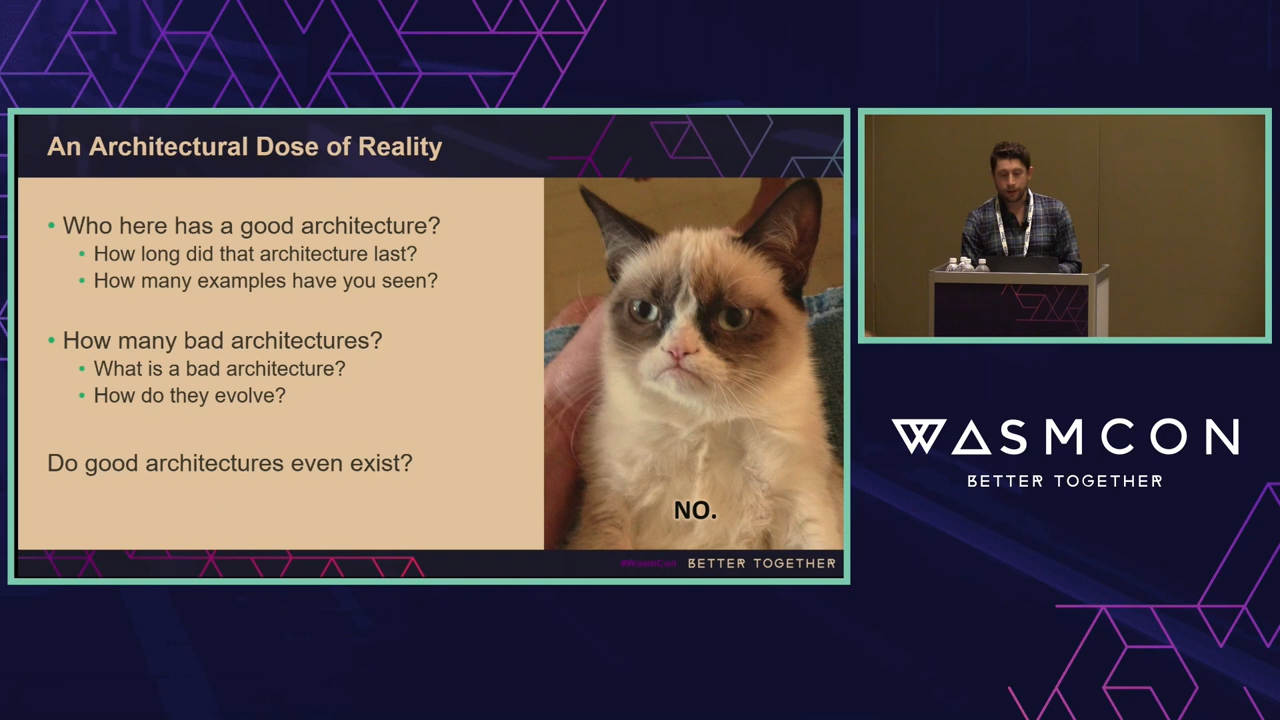 An Architectural Dose of Reality
• Who here has a good architecture?
• How long did that architecture last?
• How many examples have you seen?
• How many bad architectures?
• What is a bad architecture?
• How do they evolve?
Do good architectures even exist?
NO.
#WasmCon BETTER TOGETHER
WASMCON
BETTER TOGETHER